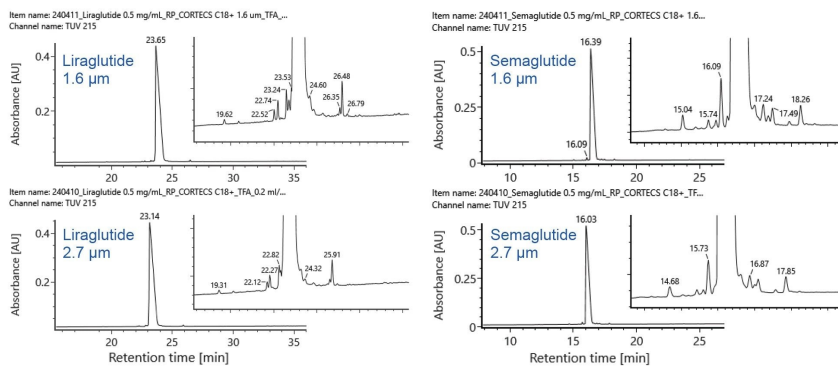 Item name: 240411_Liraglutide 0.5 mg/mL_RP_CORTECS C18+ 1.6 um_TFA_...
Channel name: TUV 215
Liraglutide
1.6 µm
Absorbance [AU]
0.4
0.2
20
25
30
35
23.65
19.62
22.52
22.74
23.24
23.53
24.60
26.35
26.48
26.79
Item name: 240411_Semaglutide 0.5 mg/mL_RP_CORTECS C18+ 1.6...
Channel name: TUV 215
Semaglutide
1.6 µm
Absorbance [AU]
0.5
0.25
0
10
15
20
25
16.39
16.09
15.04
15.74
16.09
17.24
17.49
18.26
Item name: 240410_Liraglutide 0.5 mg/mL_RP_CORTECS C18+_TFA_0.2 ml/...
Channel name: TUV 215
Liraglutide
2.7 µm
Absorbance [AU]
0.4
0.2
20
25
30
35
Retention time [min]
23.14
19.31
22.12
22.27
22.82
24.32
25.91
Item name: 240410_Semaglutide 0.5 mg/mL_RP_CORTECS C18+_TF...
Channel name: TUV 215
Semaglutide
2.7 µm
Absorbance [AU]
0.5
0.25
0
10
15
20
25
Retention time [min]
16.03
14.68
15.73
16.87
17.85